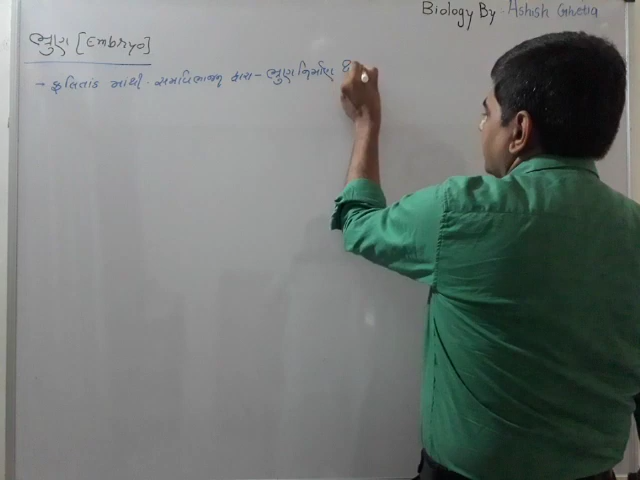 Biology By Ashish Ghetia
ભ્રુણ [Embryo]
- ફલિતાંડ માંથી સમવિભાજન દ્વારા - ભ્રુણ નિર્માણ